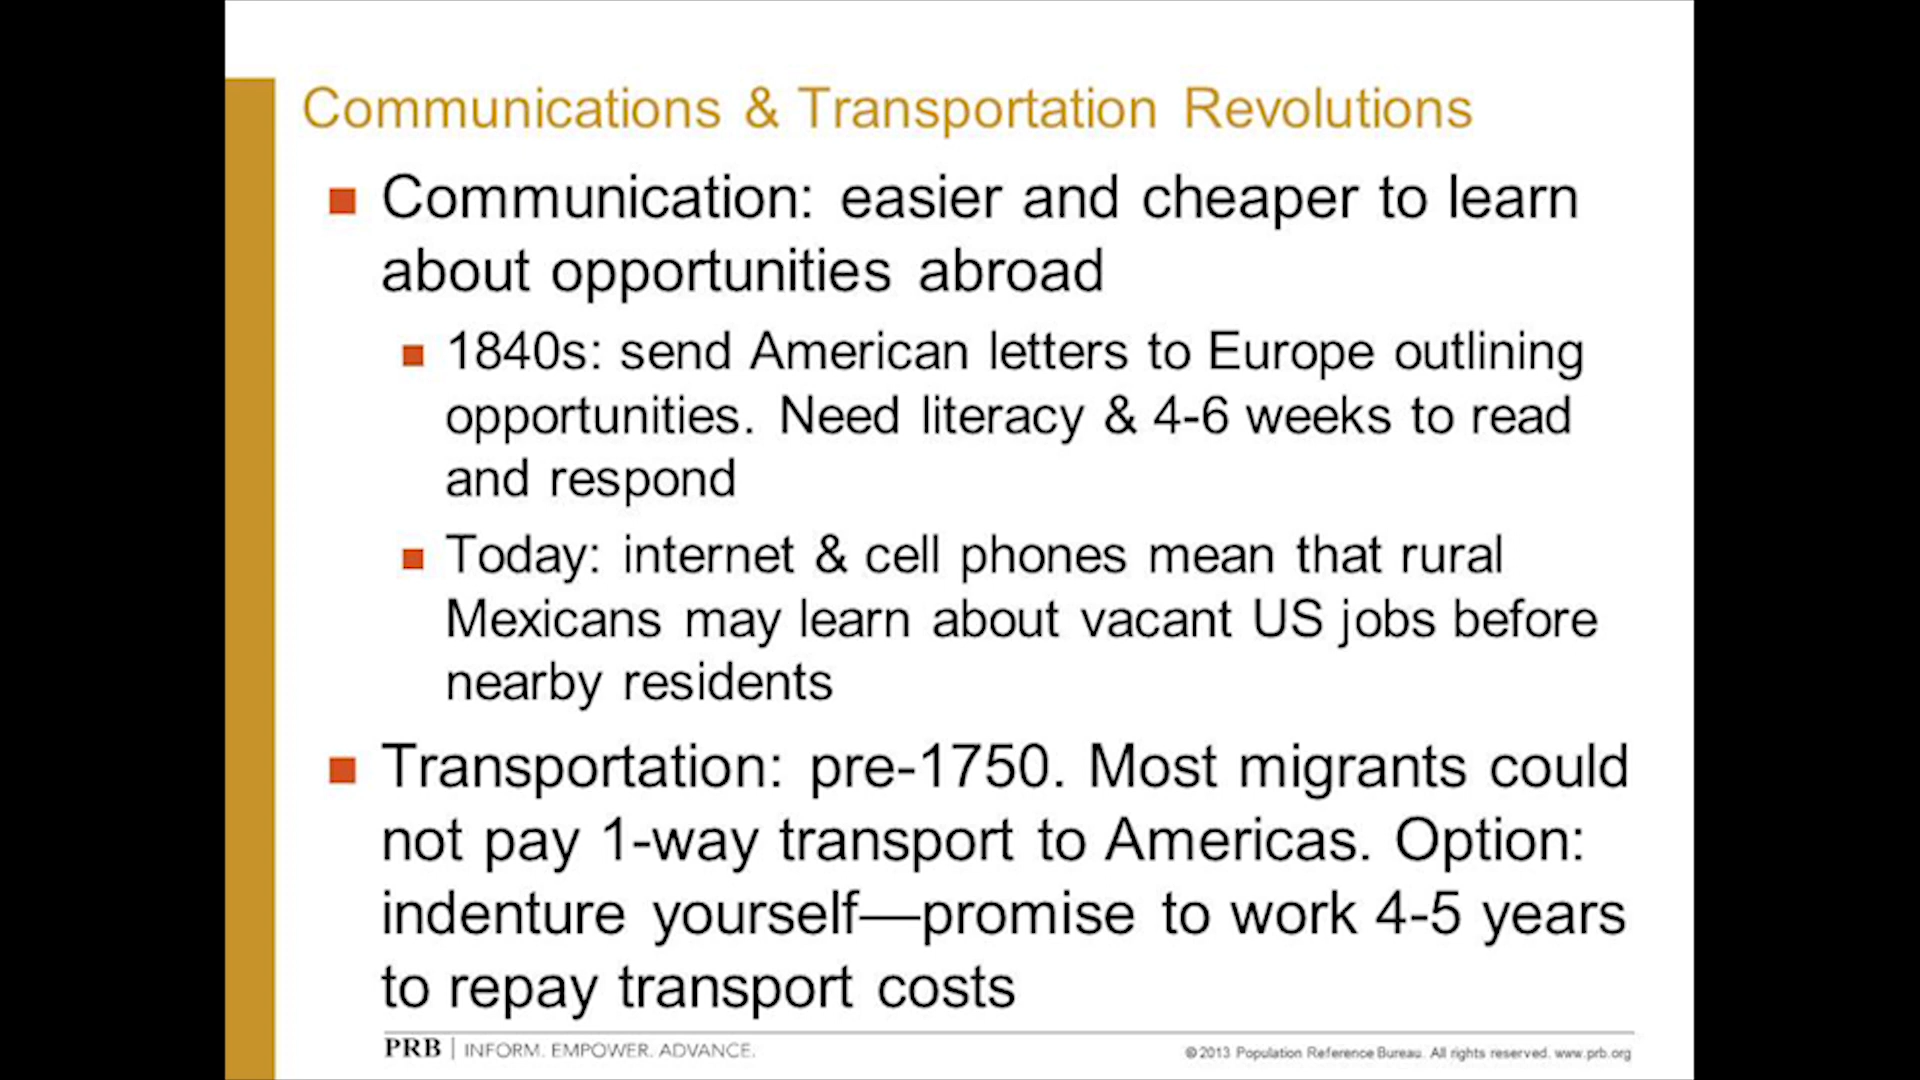 Communications & Transportation Revolutions
Communication: easier and cheaper to learn
about opportunities abroad
1840s: send American letters to Europe outlining
opportunities. Need literacy & 4-6 weeks to read
and respond
Today: internet & cell phones mean that rural
Mexicans may learn about vacant US jobs before
nearby residents
Transportation: pre-1750. Most migrants could
not pay 1-way transport to Americas. Option:
indenture yourself—promise to work 4-5 years
to repay transport costs
PRB | INFORM. EMPOWER. ADVANCE.
© 2013 Population Reference Bureau. All rights reserved. www.prb.org